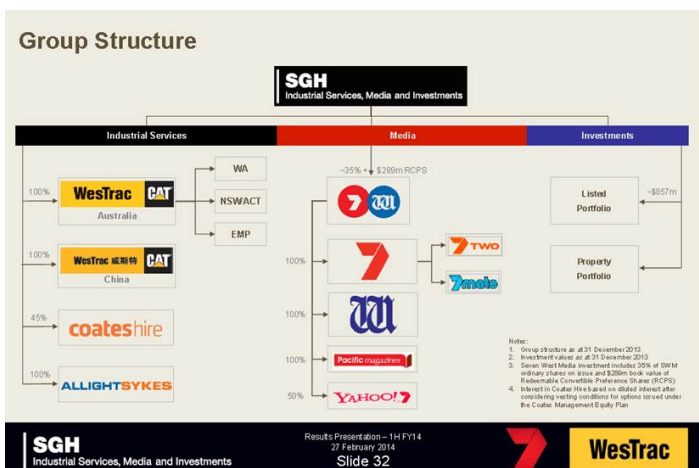 Group Structure
SGH
Industrial Services, Media and Investments
Industrial Services
Media
Investments
100%
WesTrac CAT
Australia
WA
NSW/ACT
EMP
100%
WesTrac 威斯特 CAT
China
45%
coateshire
100%
ALLIGHTSYKES
~35% + $289m RCPS
7 W
100%
7
7TWO
7mate
100%
W
100%
Pacific magazines
50%
YAHOO!7
Listed
Portfolio
~$857m
Property
Portfolio
Notes:
1. Group structure as at 31 December 2013
2. Investment values as at 31 December 2013
3. Seven West Media investment includes 35% of SWM
ordinary shares on issue and $289m book value of
Redeemable Convertible Preference Shares (RCPS)
4. Interest in Coates Hire based on diluted interest after
considering vesting conditions for options issued under
the Coates Management Equity Plan
SGH
Industrial Services, Media and Investments
Results Presentation – 1H FY14
27 February 2014
Slide 32
WesTrac